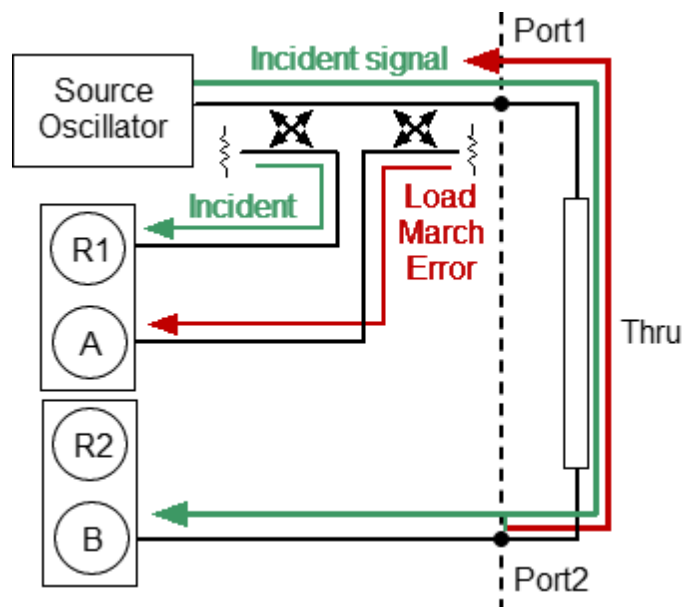 Port1
Incident signal
Source
Oscillator
Incident
Load
March
Error
R1
A
Thru
R2
B
Port2